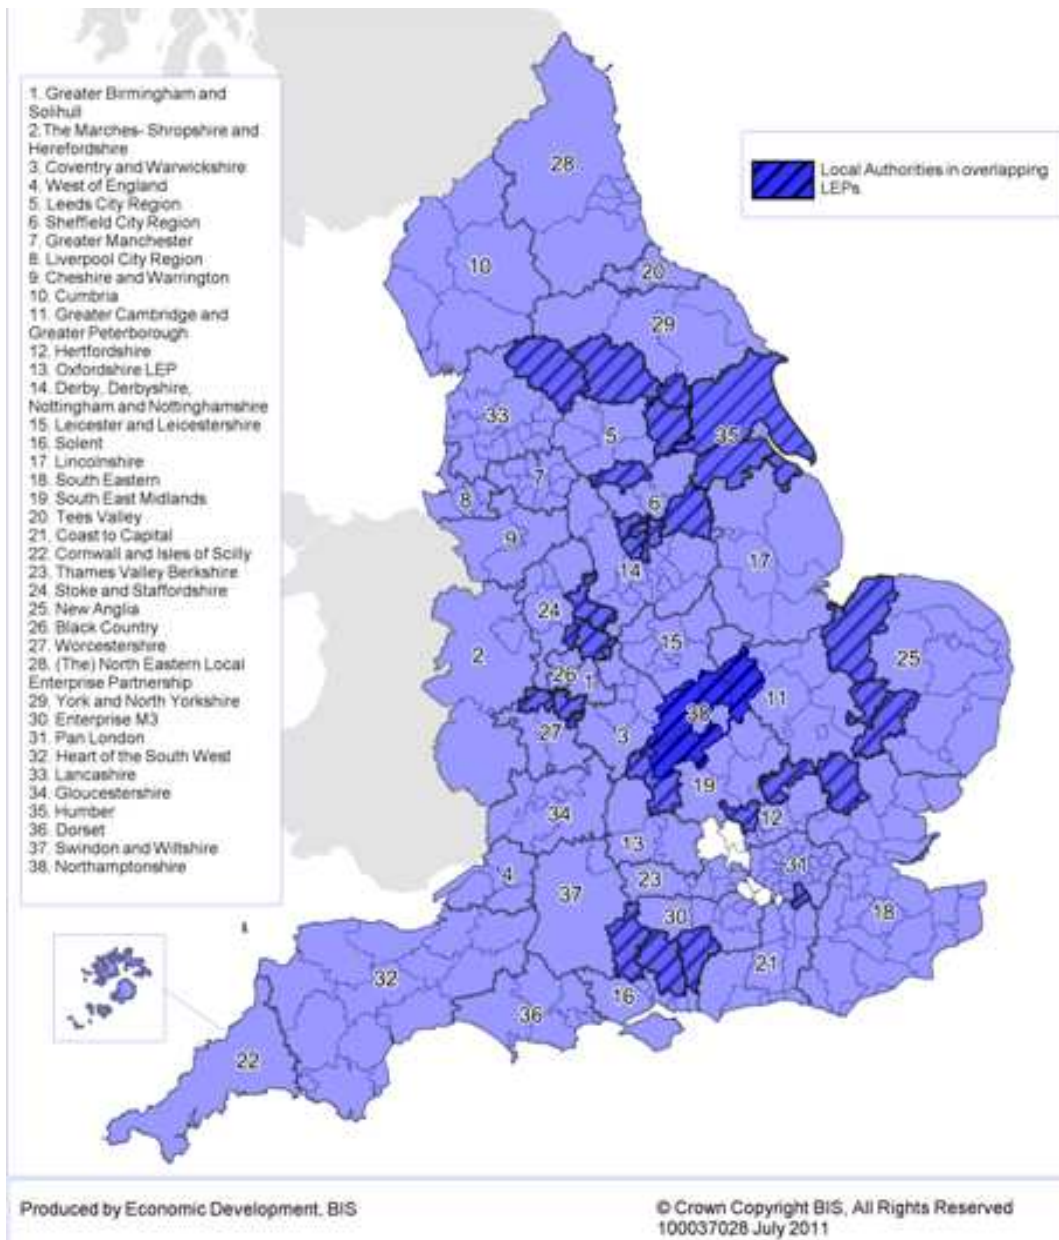 1. Greater Birmingham and
Solihull
2.The Marches- Shropshire and
Herefordshire
3. Coventry and Warwickshire
4. West of England
5. Leeds City Region
6. Sheffield City Region
7. Greater Manchester
8. Liverpool City Region
9. Cheshire and Warrington
10. Cumbria
11. Greater Cambridge and
Greater Peterborough
12. Hertfordshire
13. Oxfordshire LEP
14. Derby, Derbyshire,
Nottingham and Nottinghamshire
15. Leicester and Leicestershire
16. Solent
17. Lincolnshire
18. South Eastern
19. South East Midlands
20. Tees Valley
21. Coast to Capital
22. Cornwall and Isles of Scilly
23. Thames Valley Berkshire
24. Stoke and Staffordshire
25. New Anglia
26. Black Country
27. Worcestershire
28. (The) North Eastern Local
Enterprise Partnership
29. York and North Yorkshire
30. Enterprise M3
31. Pan London
32. Heart of the South West
33. Lancashire
34. Gloucestershire
35. Humber
36. Dorset
37. Swindon and Wiltshire
38. Northamptonshire
Local Authorities in overlapping
LEPs
28
10
20
29
33
5
35
7
8
6
9
14
17
24
2
15
25
26
1
11
38
27
3
19
34
12
13
31
4
23
37
30
18
32
21
16
36
22
Produced by Economic Development, BIS
© Crown Copyright BIS, All Rights Reserved
100037028 July 2011